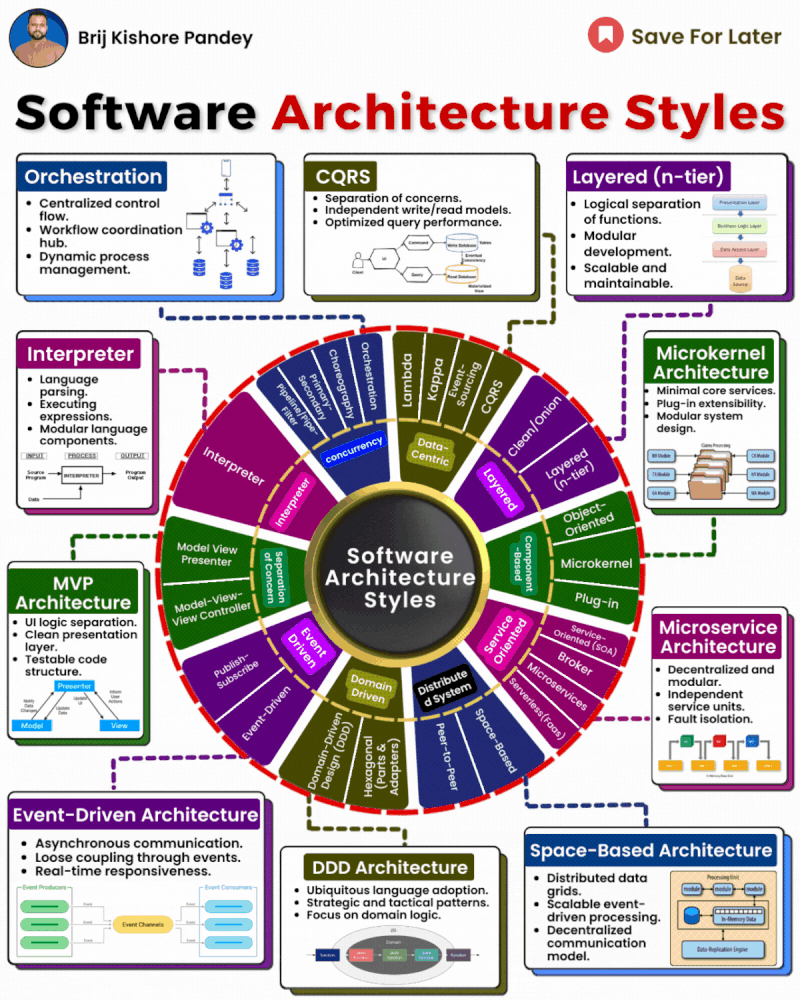 Brij Kishore Pandey
Save For Later
Software Architecture Styles
Orchestration
Centralized control
flow.
Workflow coordination
hub.
Dynamic process
management.
CQRS
Separation of concerns.
Independent write/read models.
Optimized query performance.
Command
Write Database
UI
Client
Eventual
Consistency
Query
Read Database
Materialized
View
Layered (n-tier)
Logical separation
of functions.
Modular
development.
Scalable and
maintainable.
Presentation Layer
Business Logic Layer
Data Access Layer
Data
Source
Interpreter
Language
parsing.
Executing
expressions.
Modular language
components.
INPUT
PROCESS
OUTPUT
Source
Program
INTERPRETER
Program
Output
Data
Microkernel
Architecture
Minimal core services.
Plug-in extensibility.
Modular system
design.
Claims Processing
MVP
Architecture
UI logic separation.
Clean presentation
layer.
Testable code
structure.
Presenter
Notify
Data
Changes
Update
Data
Update
UI
Inform
User
Actions
Model
View
Microservice
Architecture
Decentralized and
modular.
Independent
service units.
Fault isolation.
Software
Architecture
Styles
concurrency
Pipeline/Pipe-
Filter
Primary-
Secondary
Choreography
Orchestration
Data-
Centric
Lambda
Kappa
Event-
Sourcing
CQRS
Layered
Clean/Onion
Layered
(n-tier)
Component
-Based
Object-
Oriented
Microkernel
Plug-in
Service
Oriented
Service-
Oriented (SOA)
Broker
Microservices
Serverless(FaaS)
Distribute
d System
Space-Based
Peer-to-Peer
Domain
Driven
Hexagonal
(Parts &
Adapters)
Domain-Driven
Design (DDD)
Event
Driven
Event-Driven
Publish-
Subscribe
Separation
of Concern
Model-View-
View Controller
Model View
Presenter
Interpreter
Interpreter
Event-Driven Architecture
Asynchronous communication.
Loose coupling through events.
Real-time responsiveness.
Event Producers
Event Consumers
Event
Event
Event
Event Channels
Event
Event
Event
DDD Architecture
Ubiquitous language adoption.
Strategic and tactical patterns.
Focus on domain logic.
Domain
Space-Based Architecture
Distributed data
grids.
Scalable event-
driven processing.
Decentralized
communication
model.
Processing Unit
module
module
module
In-Memory Data
Data-Replication Engine